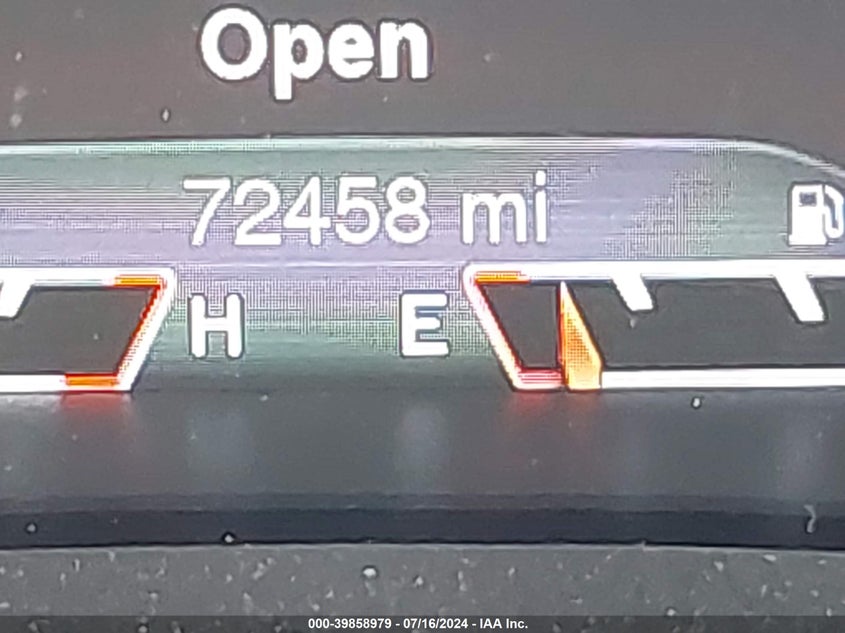 Open
72458 mi
H E
000-39858979 - 07/16/2024 - IAA Inc.